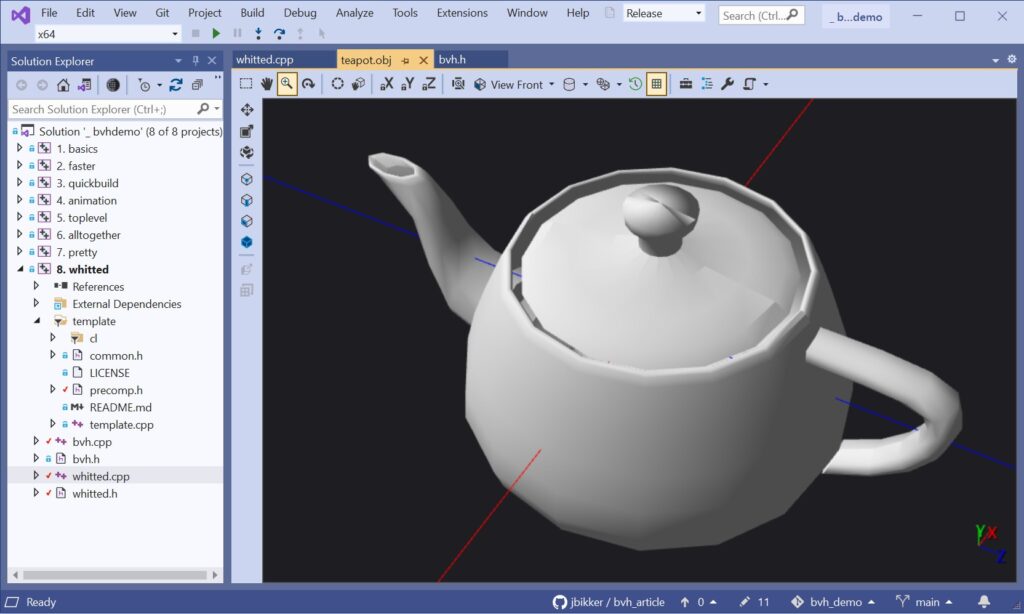 File Edit View Git Project Build Debug Analyze Tools Extensions Window Help Release Search (Ctrl... _ b...demo
x64
Solution Explorer
whitted.cpp teapot.obj bvh.h
View Front
Search Solution Explorer (Ctrl+;)
Solution '_ bvhdemo' (8 of 8 projects)
1. basics
2. faster
3. quickbuild
4. animation
5. toplevel
6. alltogether
7. pretty
8. whitted
References
External Dependencies
template
cl
common.h
LICENSE
precomp.h
README.md
template.cpp
bvh.cpp
bvh.h
whitted.cpp
whitted.h
Y X
Z
Ready jbikker / bvh_article 0 11 bvh_demo main